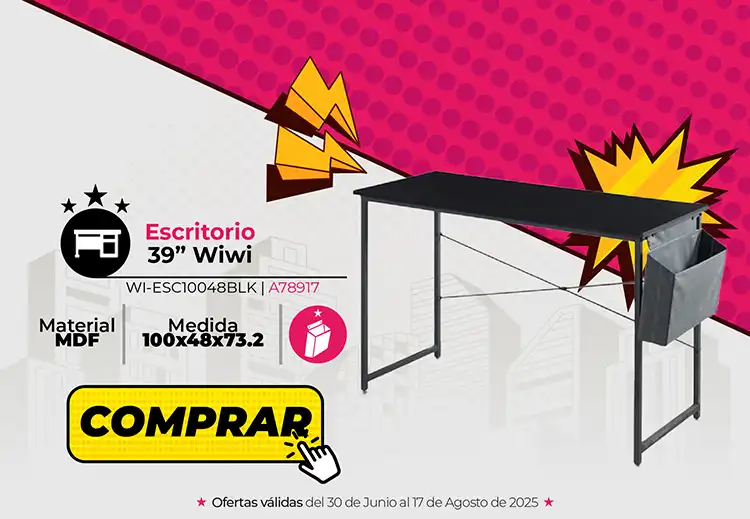 Escritorio
39” Wiwi
WI-ESC10048BLK | A78917
Material
MDF
Medida
100x48x73.2
COMPRAR
★ Ofertas válidas del 30 de Junio al 17 de Agosto de 2025 ★